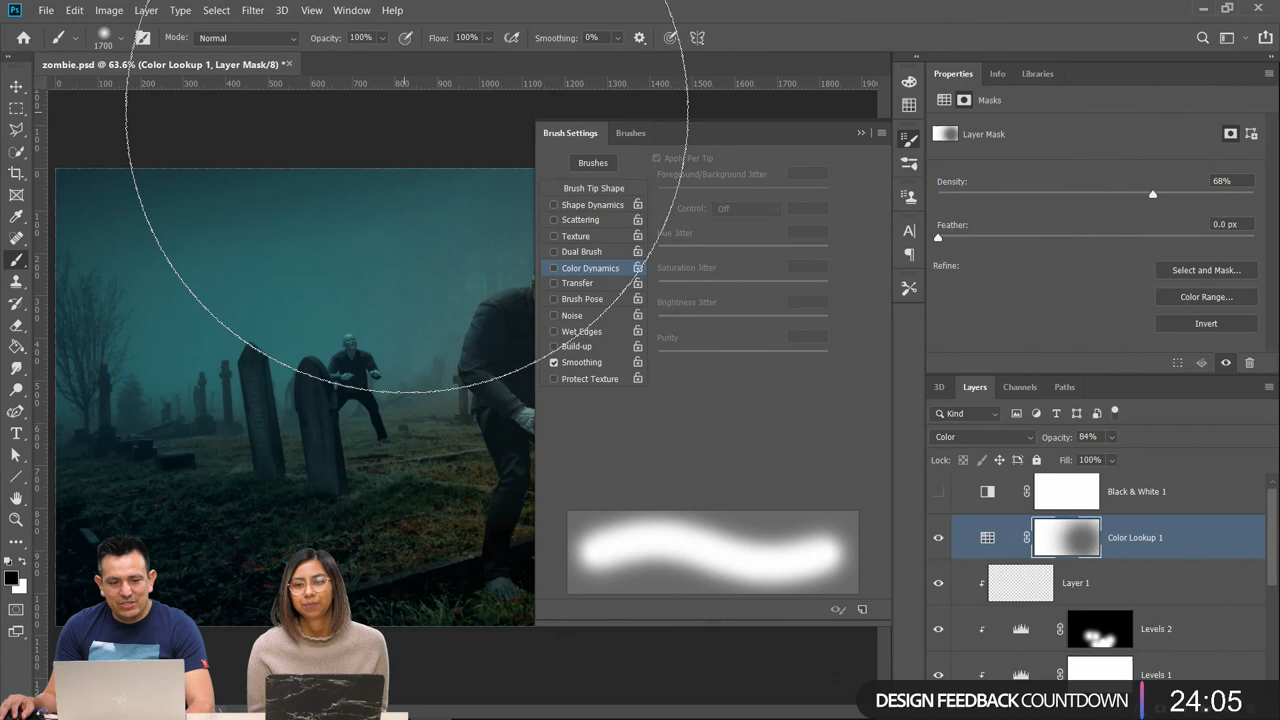 Ps File Edit Image Layer Type Select Filter 3D View Window Help
1700 Mode: Normal Opacity: 100% Flow: 100% Smoothing: 0%
zombie.psd @ 63.6% (Color Lookup 1, Layer Mask/8) *
0 100 200 300 400 500 600 700 800 900 1000 1100 1200 1300 1400 1500 1600 1700 1800 1900
Brush Settings Brushes
Brushes
Brush Tip Shape
Shape Dynamics
Scattering
Texture
Dual Brush
Color Dynamics
Transfer
Brush Pose
Noise
Wet Edges
Build-up
Smoothing
Protect Texture
Apply Per Tip
Foreground/Background Jitter
Control: Off
Hue Jitter
Saturation Jitter
Brightness Jitter
Purity
Properties Info Libraries
Masks
Layer Mask
Density: 68%
Feather: 0.0 px
Refine:
Select and Mask...
Color Range...
Invert
3D Layers Channels Paths
Kind
Color Opacity: 84%
Lock: Fill: 100%
Black & White 1
Color Lookup 1
Layer 1
Levels 2
Levels 1
DESIGN FEEDBACK COUNTDOWN 24:05